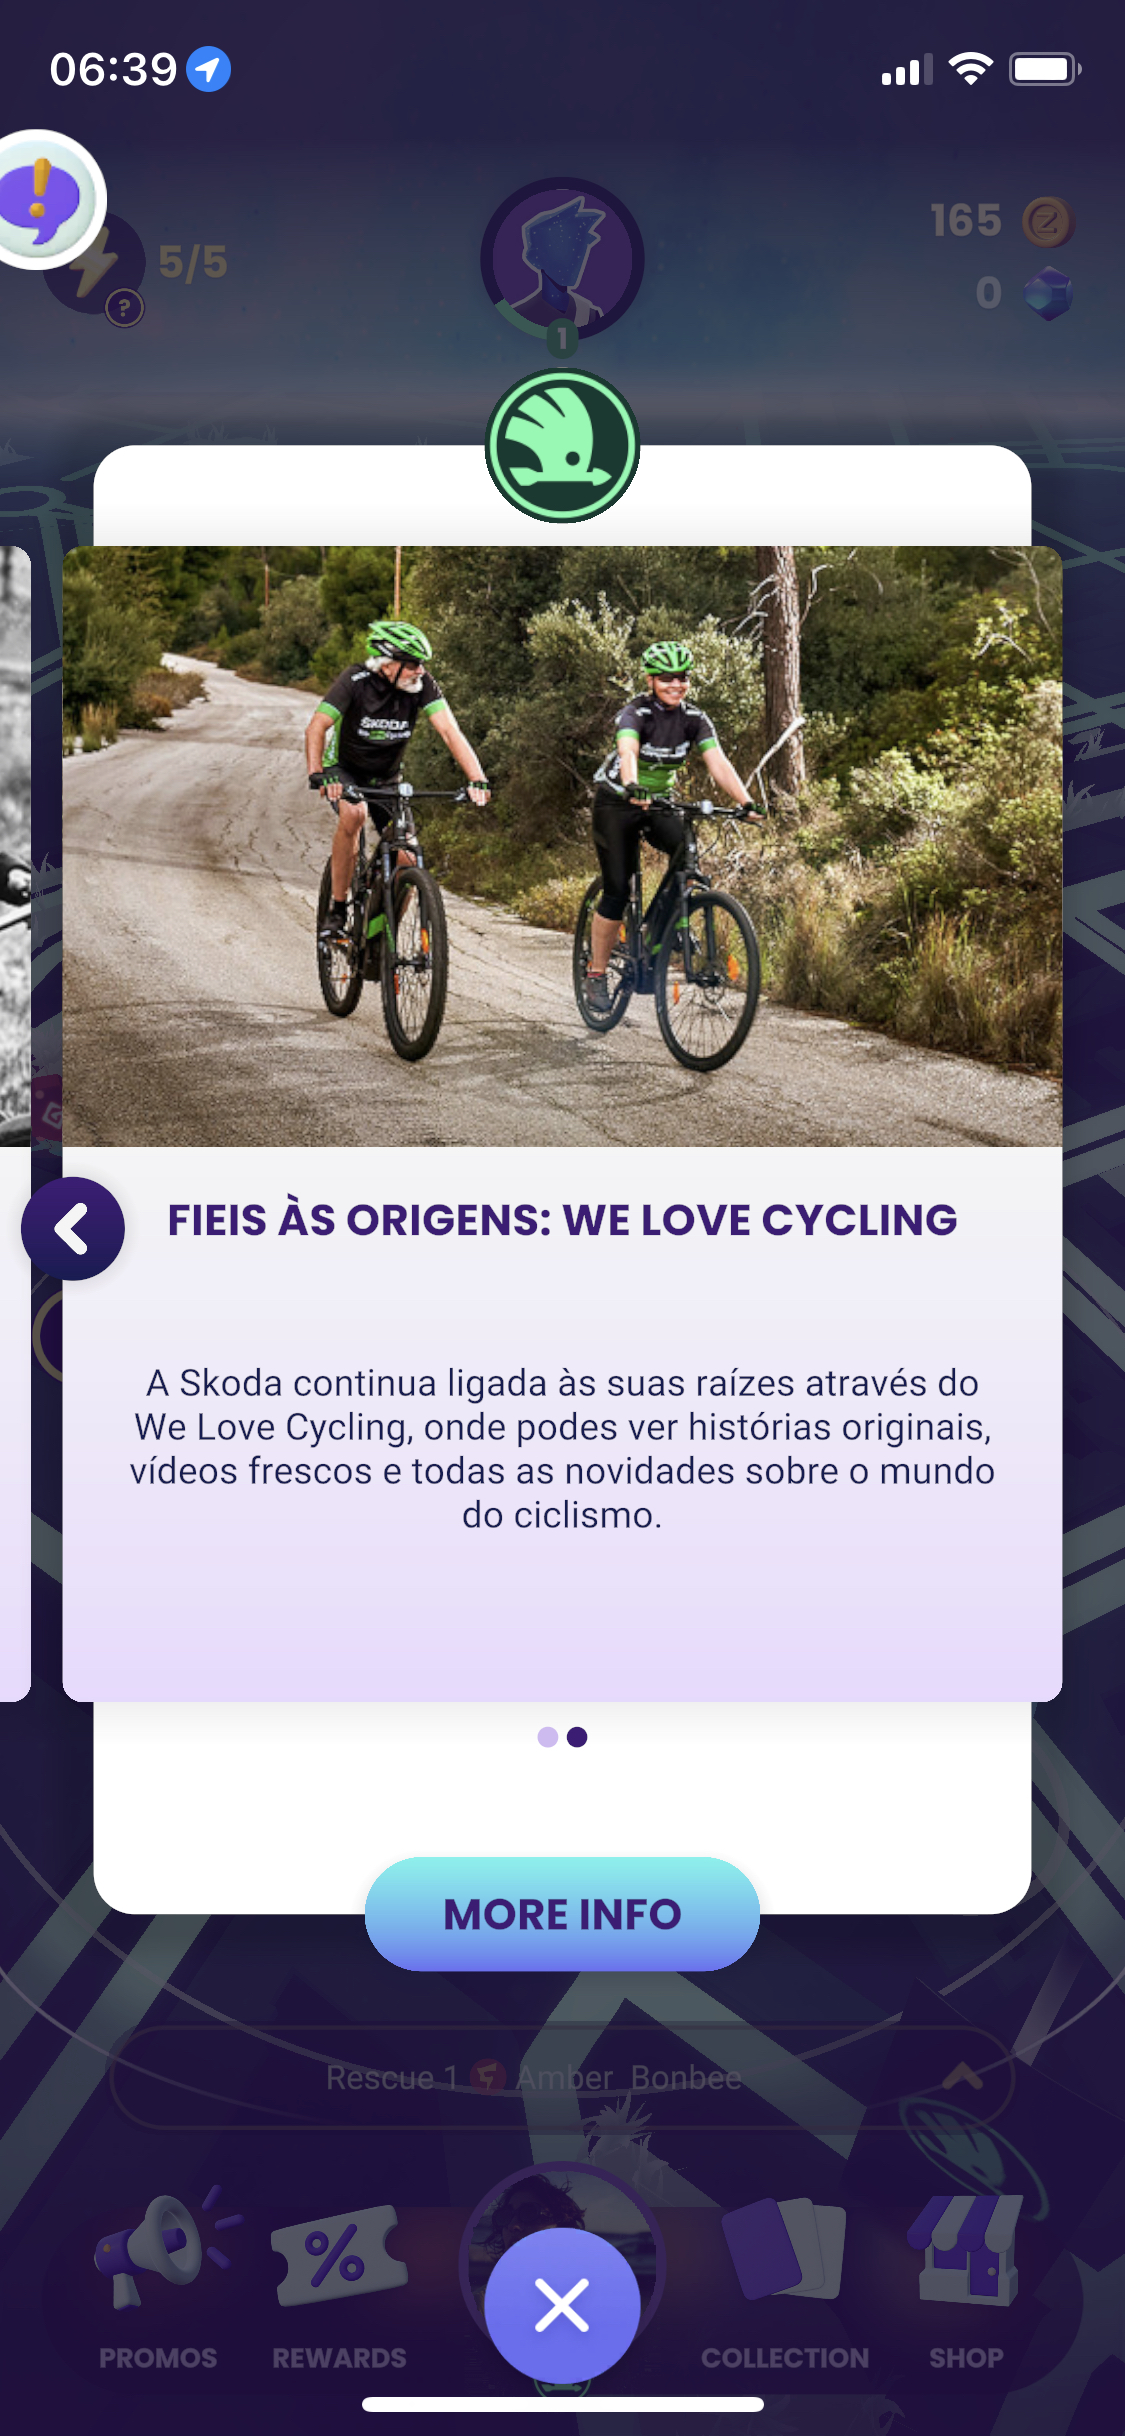 06:39
5/5
?
165
0
1
ŠKODA
FIEIS ÀS ORIGENS: WE LOVE CYCLING
A Skoda continua ligada às suas raízes através do
We Love Cycling, onde podes ver histórias originais,
vídeos frescos e todas as novidades sobre o mundo
do ciclismo.
MORE INFO
Rescue 1 Amber Bonbee
PROMOS
REWARDS
COLLECTION
SHOP